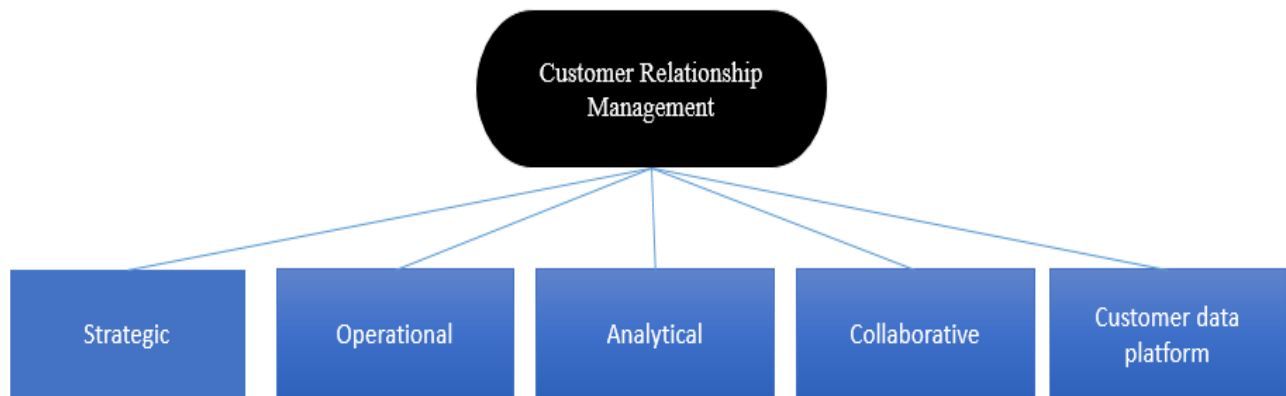 Customer Relationship
Management
Strategic
Operational
Analytical
Collaborative
Customer data
platform